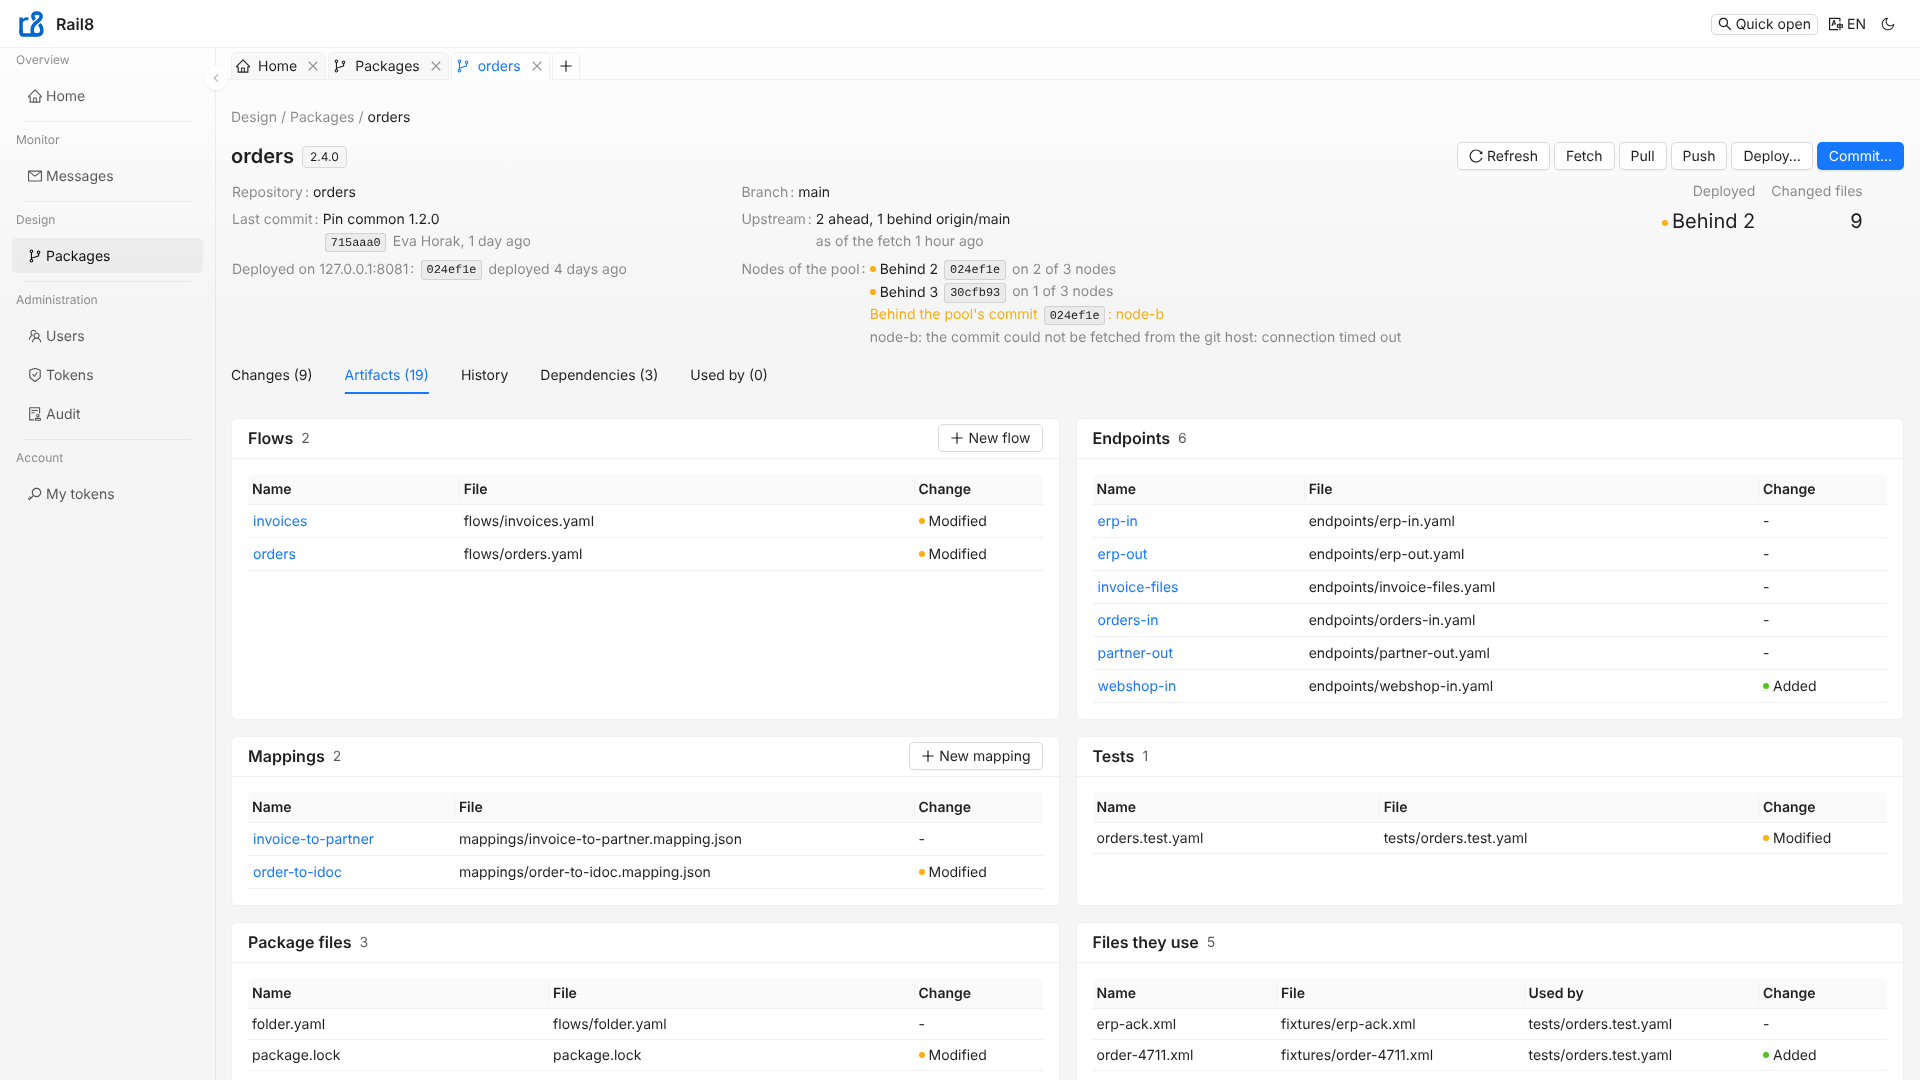 Rail8
Quick open
EN
Overview
Home
Monitor
Messages
Design
Packages
Administration
Users
Tokens
Audit
Account
My tokens
Home
Packages
orders
Design / Packages / orders
orders 2.4.0
Refresh
Fetch
Pull
Push
Deploy...
Commit...
Repository: orders
Branch: main
Deployed
Behind 2
Changed files
9
Last commit: Pin common 1.2.0
715aaa0 Eva Horak, 1 day ago
Upstream: 2 ahead, 1 behind origin/main
as of the fetch 1 hour ago
Deployed on 127.0.0.1:8081: 024ef1e deployed 4 days ago
Nodes of the pool: Behind 2 024ef1e on 2 of 3 nodes
Behind 3 30cfb93 on 1 of 3 nodes
Behind the pool's commit 024ef1e : node-b
node-b: the commit could not be fetched from the git host: connection timed out
Changes (9)
Artifacts (19)
History
Dependencies (3)
Used by (0)
Flows 2
New flow
Name File Change
invoices flows/invoices.yaml Modified
orders flows/orders.yaml Modified
Endpoints 6
Name File Change
erp-in endpoints/erp-in.yaml -
erp-out endpoints/erp-out.yaml -
invoice-files endpoints/invoice-files.yaml -
orders-in endpoints/orders-in.yaml -
partner-out endpoints/partner-out.yaml -
webshop-in endpoints/webshop-in.yaml Added
Mappings 2
New mapping
Name File Change
invoice-to-partner mappings/invoice-to-partner.mapping.json -
order-to-idoc mappings/order-to-idoc.mapping.json Modified
Tests 1
Name File Change
orders.test.yaml tests/orders.test.yaml Modified
Package files 3
Name File Change
folder.yaml flows/folder.yaml -
package.lock package.lock Modified
Files they use 5
Name File Used by Change
erp-ack.xml fixtures/erp-ack.xml tests/orders.test.yaml -
order-4711.xml fixtures/order-4711.xml tests/orders.test.yaml Added